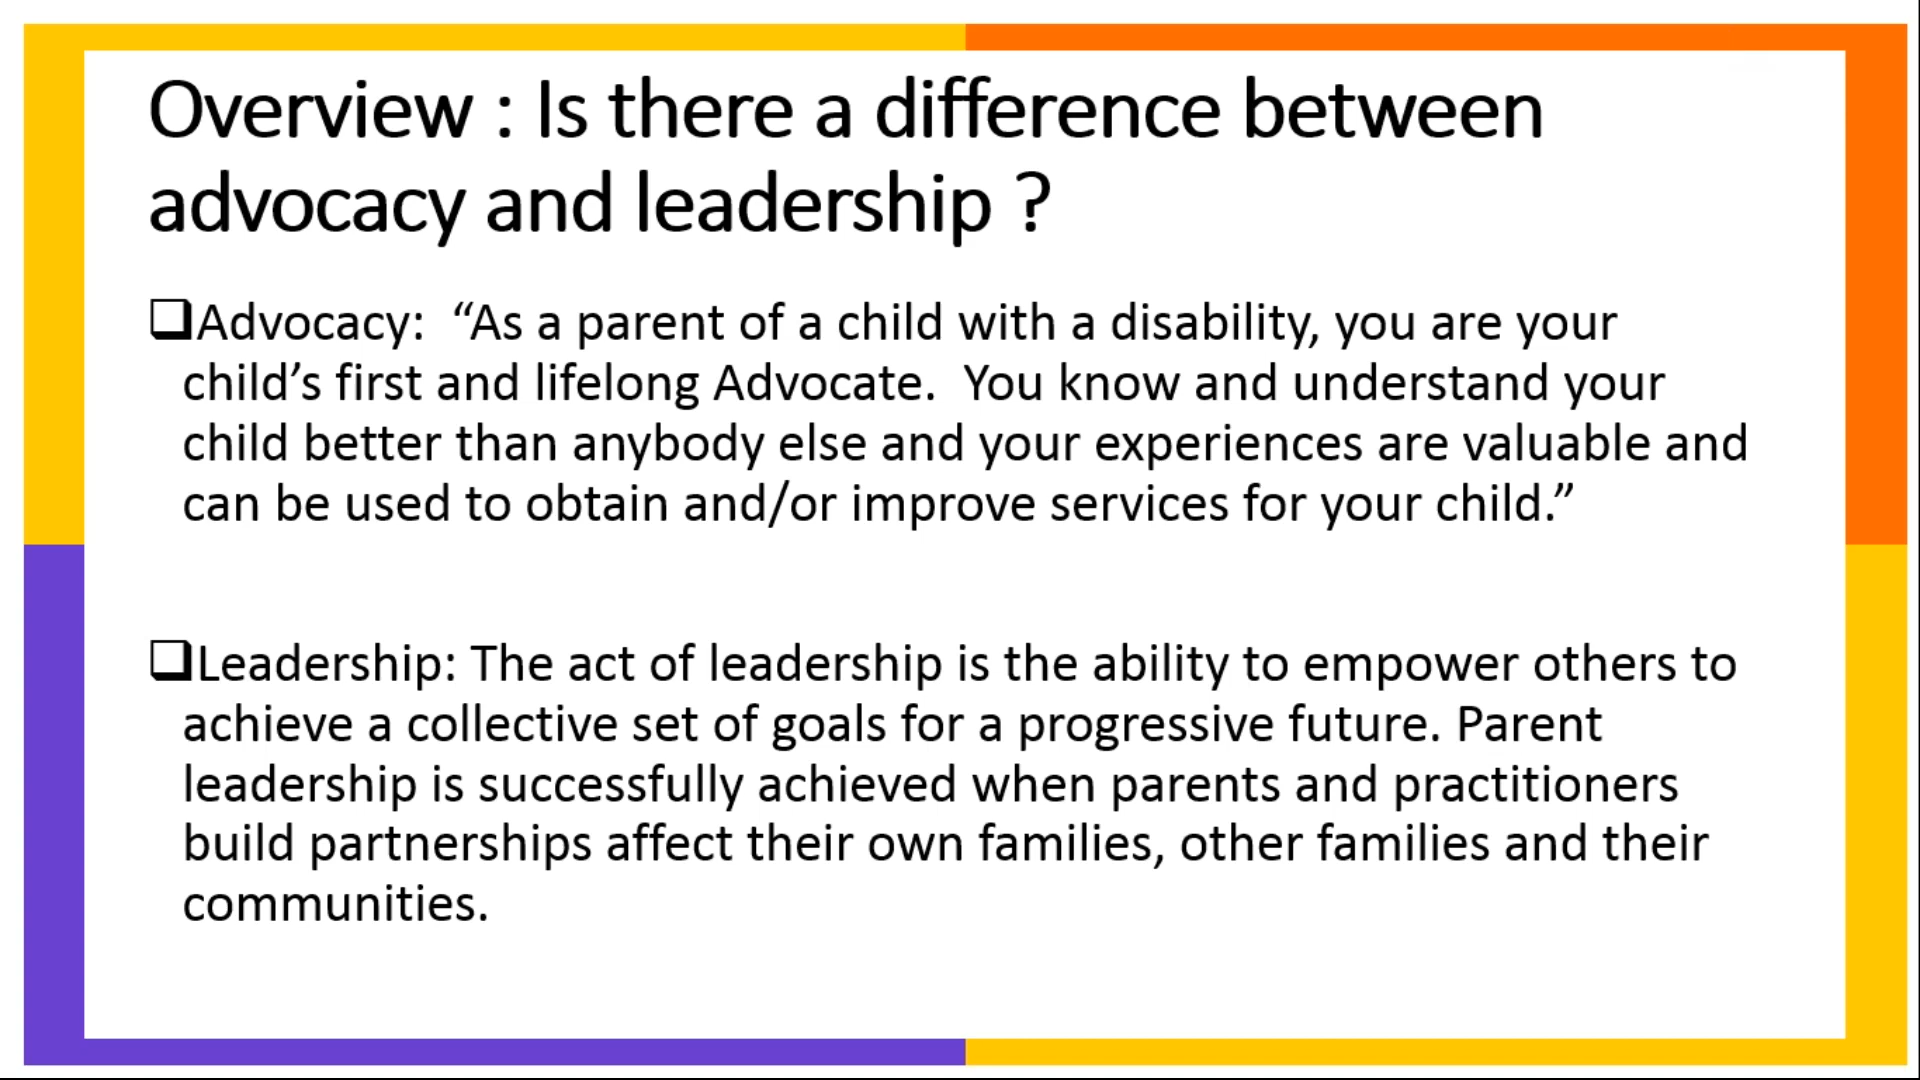 Overview : Is there a difference between
advocacy and leadership ?
❑Advocacy:  “As a parent of a child with a disability, you are your
child’s first and lifelong Advocate.  You know and understand your
child better than anybody else and your experiences are valuable and
can be used to obtain and/or improve services for your child.”
❑Leadership: The act of leadership is the ability to empower others to
achieve a collective set of goals for a progressive future. Parent
leadership is successfully achieved when parents and practitioners
build partnerships affect their own families, other families and their
communities.